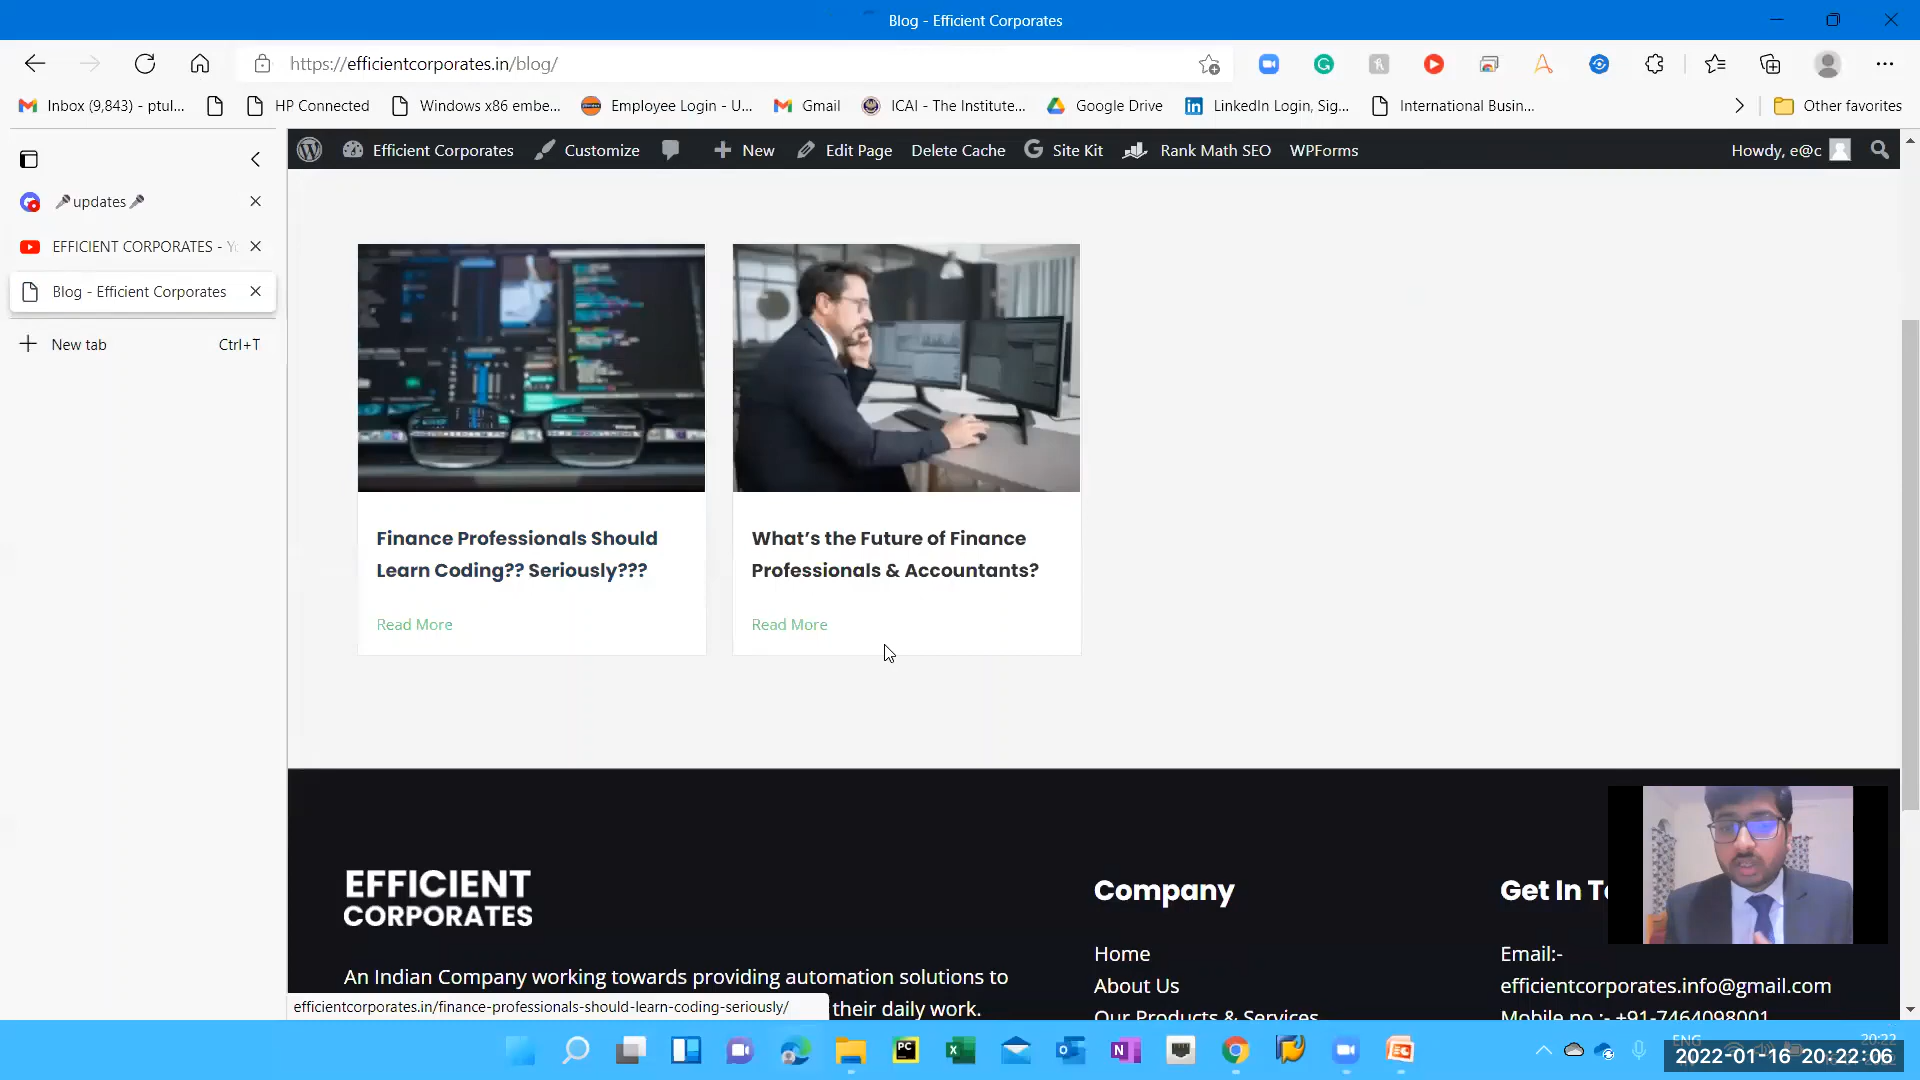 Blog - Efficient Corporates
https://efficientcorporates.in/blog/
Inbox (9,843) - ptul...
HP Connected
Windows x86 embe...
Employee Login - U...
Gmail
ICAI - The Institute...
Google Drive
LinkedIn Login, Sig...
International Busin...
Other favorites
🎤updates🎤
EFFICIENT CORPORATES - Yo
Blog - Efficient Corporates
New tab Ctrl+T
Efficient Corporates
Customize
New
Edit Page
Delete Cache
Site Kit
Rank Math SEO
WPForms
Howdy, e@c
Finance Professionals Should
Learn Coding?? Seriously???
Read More
What's the Future of Finance
Professionals & Accountants?
Read More
EFFICIENT
CORPORATES
An Indian Company working towards providing automation solutions to
their daily work.
Company
Home
About Us
Our Products & Services
Get In
Email:-
efficientcorporates.info@gmail.com
Mobile no :- +91-7464098001
efficientcorporates.in/finance-professionals-should-learn-coding-seriously/
ENG
20:22
2022-01-16 20:22:06